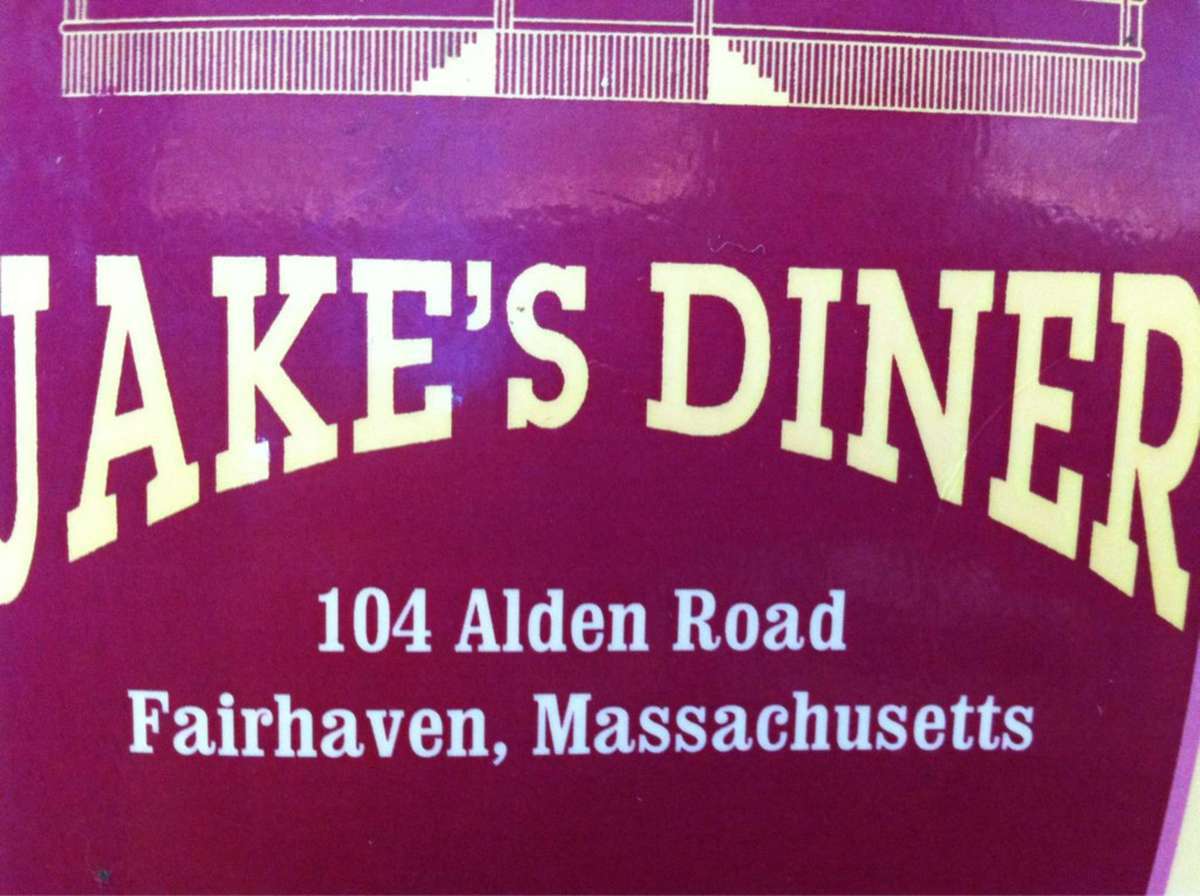 JAKE'S DINER
104 Alden Road
Fairhaven, Massachusetts